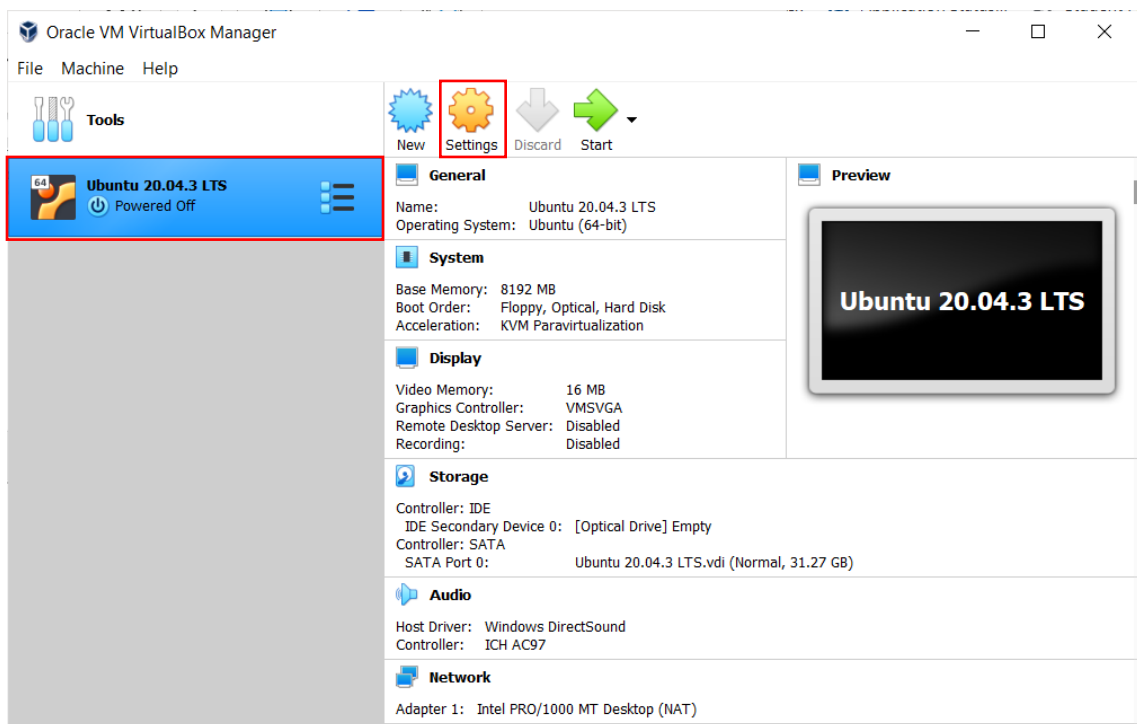 Oracle VM VirtualBox Manager
File Machine Help
Tools
New Settings Discard Start
64
Ubuntu 20.04.3 LTS
Powered Off
General
Name: Ubuntu 20.04.3 LTS
Operating System: Ubuntu (64-bit)
System
Base Memory: 8192 MB
Boot Order: Floppy, Optical, Hard Disk
Acceleration: KVM Paravirtualization
Display
Video Memory: 16 MB
Graphics Controller: VMSVGA
Remote Desktop Server: Disabled
Recording: Disabled
Preview
Ubuntu 20.04.3 LTS
Storage
Controller: IDE
IDE Secondary Device 0: [Optical Drive] Empty
Controller: SATA
SATA Port 0: Ubuntu 20.04.3 LTS.vdi (Normal, 31.27 GB)
Audio
Host Driver: Windows DirectSound
Controller: ICH AC97
Network
Adapter 1: Intel PRO/1000 MT Desktop (NAT)